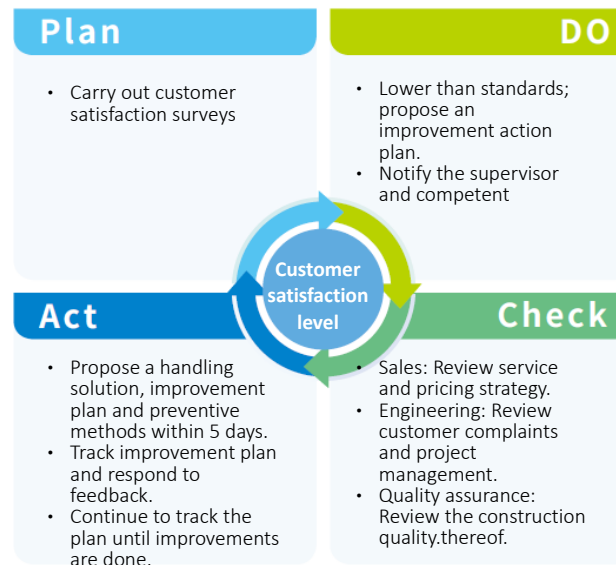 Plan
• Carry out customer
satisfaction surveys
DO
• Lower than standards;
propose an
improvement action
plan.
• Notify the supervisor
and competent
Customer
satisfaction
level
Act
• Propose a handling
solution, improvement
plan and preventive
methods within 5 days.
• Track improvement plan
and respond to
feedback.
• Continue to track the
plan until improvements
are done.
Check
• Sales: Review service
and pricing strategy.
• Engineering: Review
customer complaints
and project
management.
• Quality assurance:
Review the construction
quality.thereof.